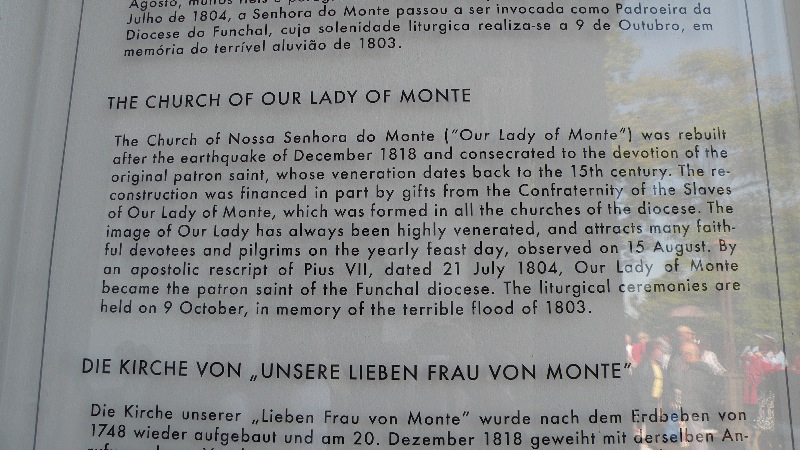 Agosto, muitos fiéis e
Julho de 1804, a Senhora do Monte passou a ser invocada como Padroeira da
Diocese do Funchal, cuja solenidade liturgica realiza-se a 9 de Outubro, em
memória do terrível aluvião de 1803.
THE CHURCH OF OUR LADY OF MONTE
The Church of Nossa Senhora do Monte ("Our Lady of Monte") was rebuilt
after the earthquake of December 1818 and consecrated to the devotion of the
original patron saint, whose veneration dates back to the 15th century. The re-
construction was financed in part by gifts from the Confraternity of the Slaves
of Our Lady of Monte, which was formed in all the churches of the diocese. The
image of Our Lady has always been highly venerated, and attracts many faith-
ful devotees and pilgrims on the yearly feast day, observed on 15 August. By
an apostolic rescript of Pius VII, dated 21 July 1804, Our Lady of Monte
became the patron saint of the Funchal diocese. The liturgical ceremonies are
held on 9 October, in memory of the terrible flood of 1803.
DIE KIRCHE VON „UNSERE LIEBEN FRAU VON MONTE"
Die Kirche unserer „Lieben Frau von Monte" wurde nach dem Erdbeben von
1748 wieder aufgebaut und am 20. Dezember 1818 geweiht mit derselben An-